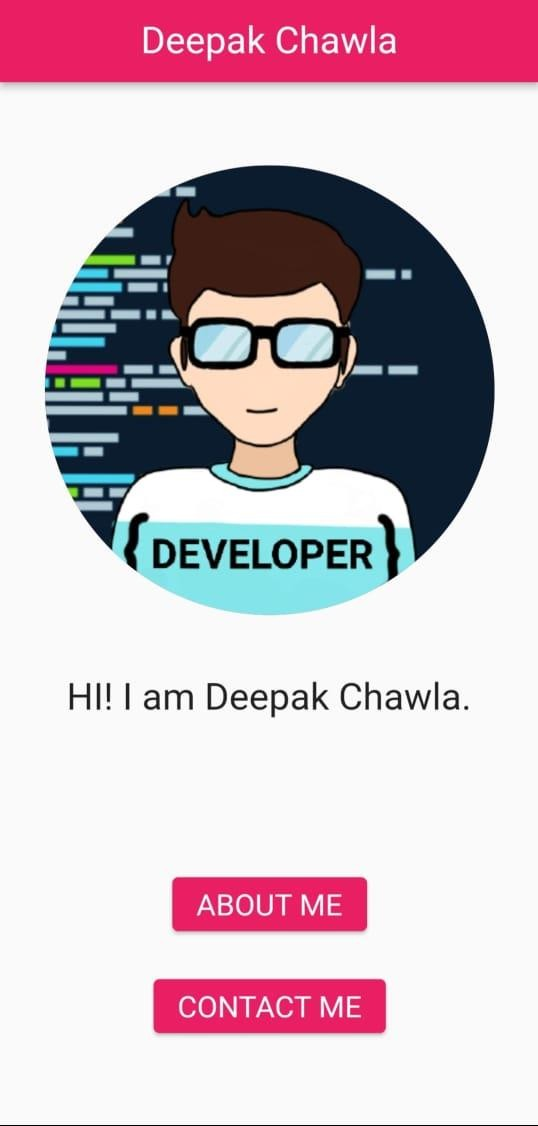 Deepak Chawla
{ DEVELOPER }
HI! I am Deepak Chawla.
ABOUT ME
CONTACT ME